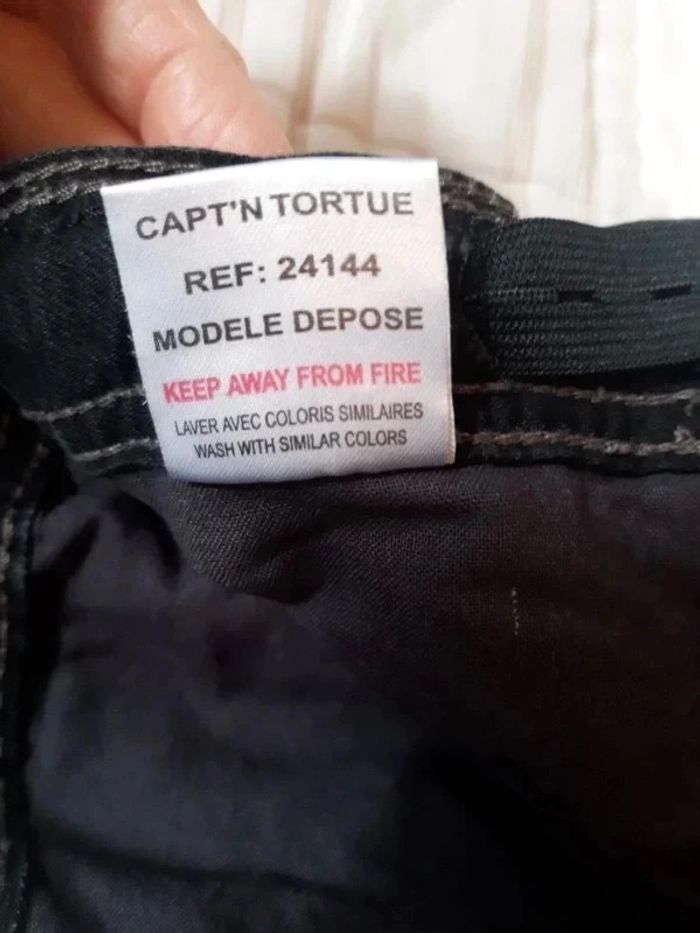 CAPT'N TORTUE
REF: 24144
MODELE DEPOSE
KEEP AWAY FROM FIRE
LAVER AVEC COLORIS SIMILAIRES
WASH WITH SIMILAR COLORS